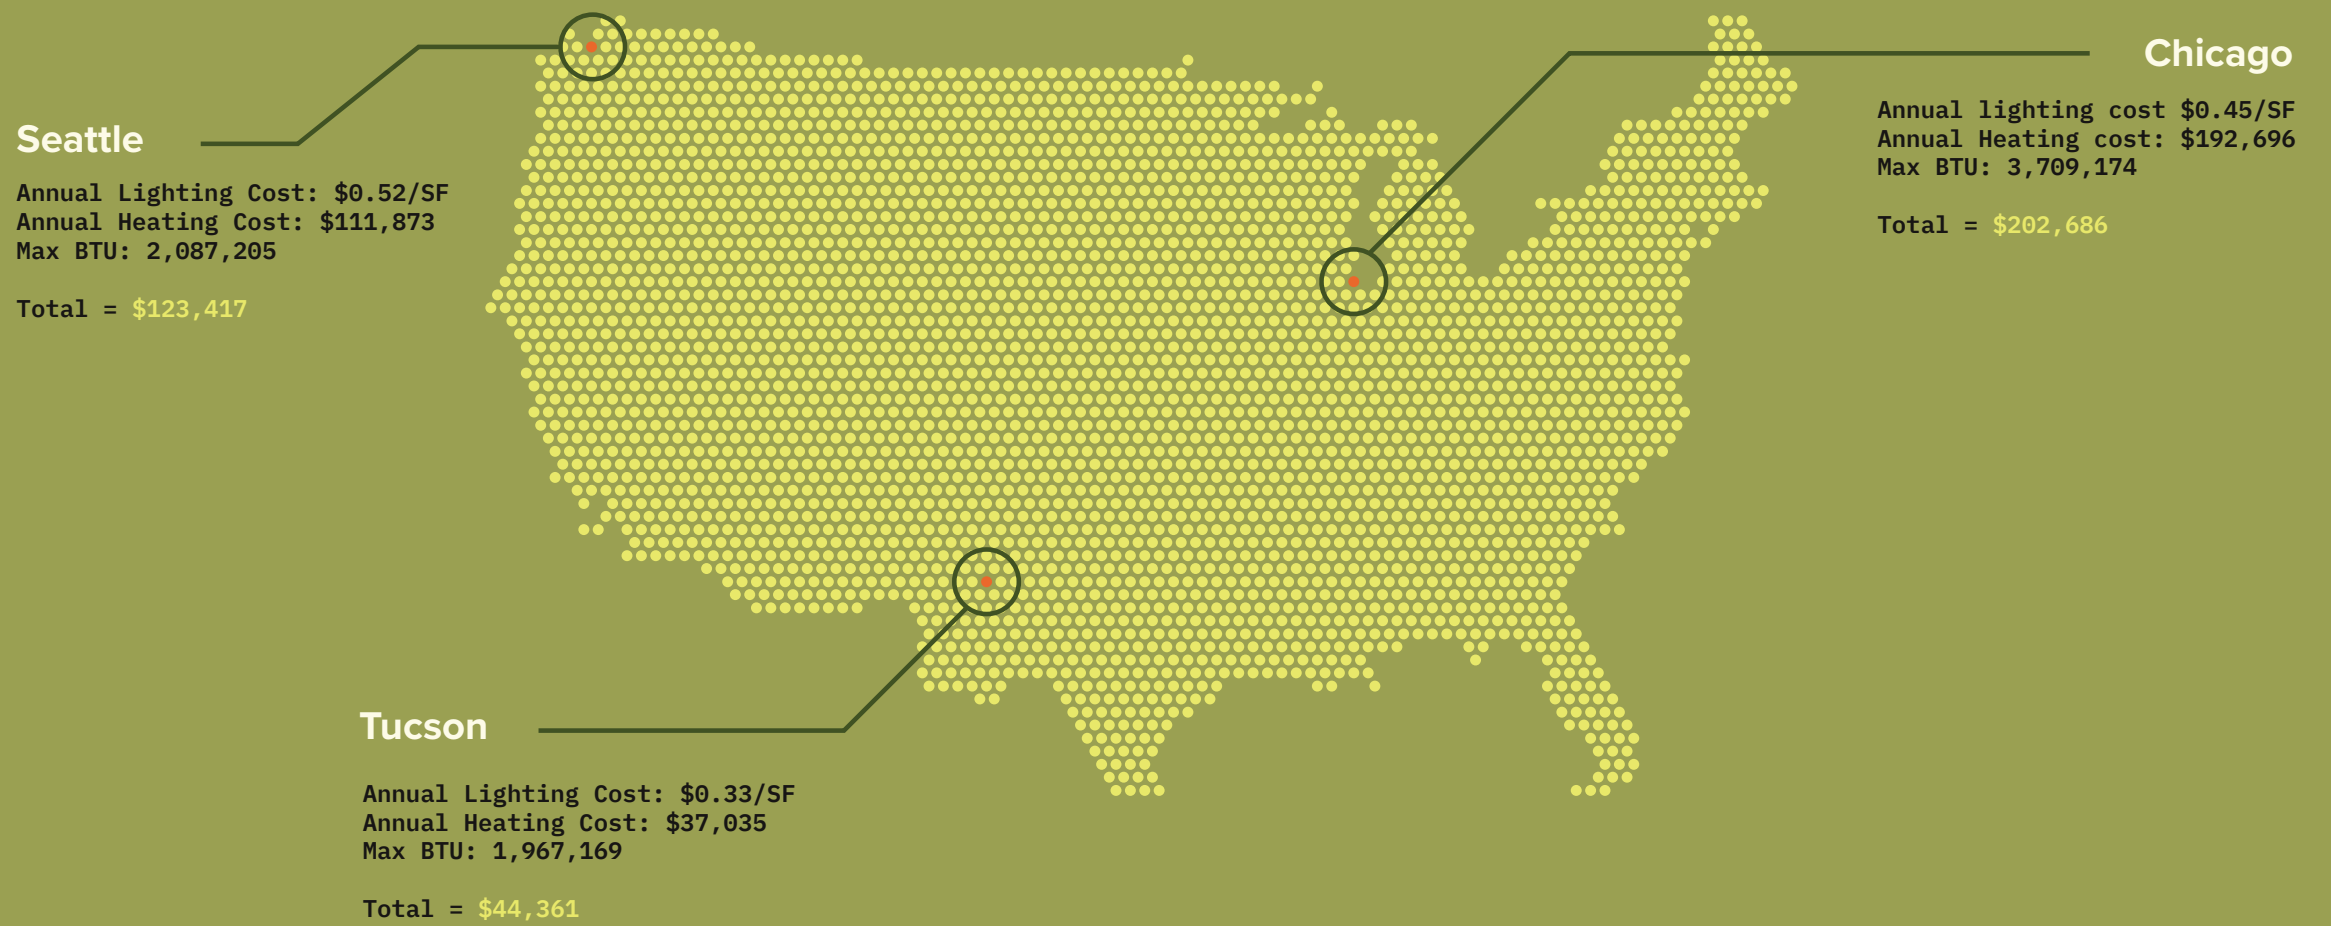 Seattle
Annual Lighting Cost: $0.52/SF
Annual Heating Cost: $111,873
Max BTU: 2,087,205
Total = $123,417
Chicago
Annual lighting cost $0.45/SF
Annual Heating cost: $192,696
Max BTU: 3,709,174
Total = $202,686
Tucson
Annual Lighting Cost: $0.33/SF
Annual Heating Cost: $37,035
Max BTU: 1,967,169
Total = $44,361